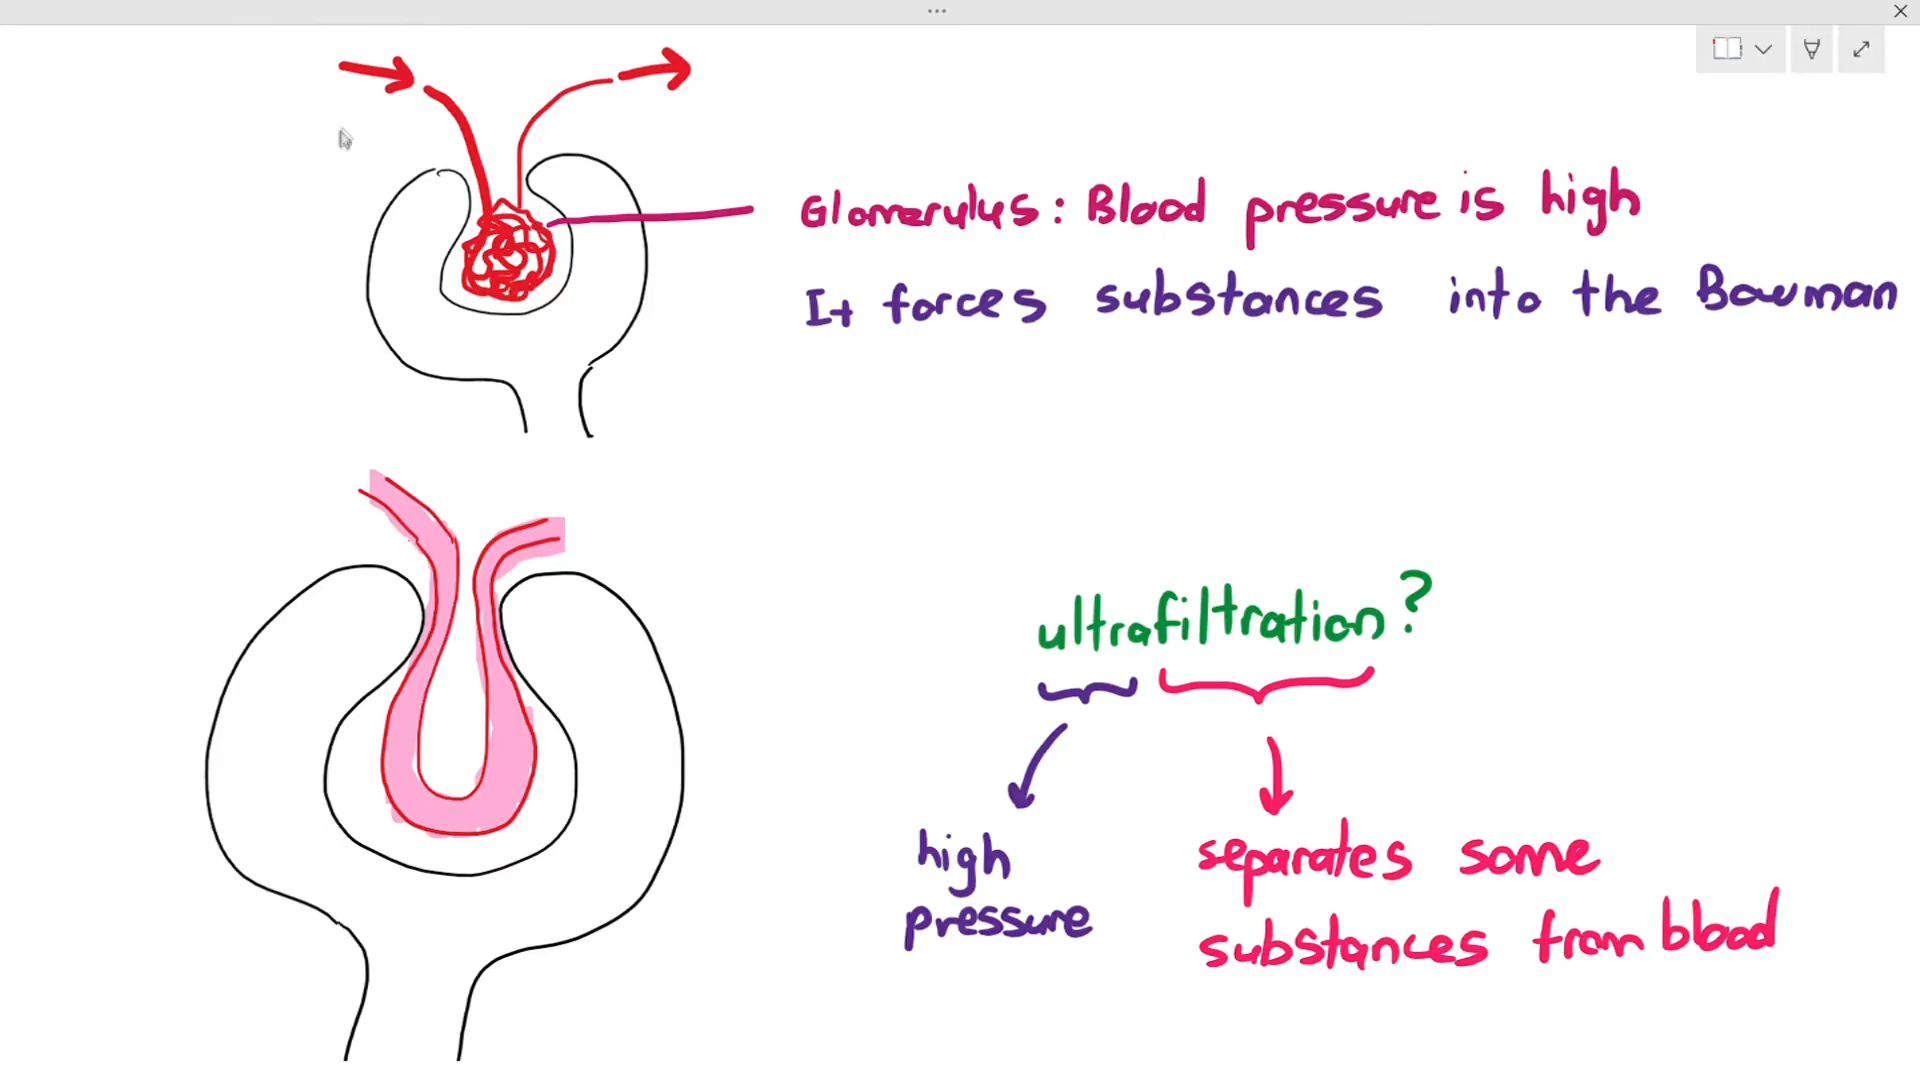 Glomerulus: Blood pressure is high
It forces substances into the Bowman
ultrafiltration?
high
pressure
separates some
substances from blood